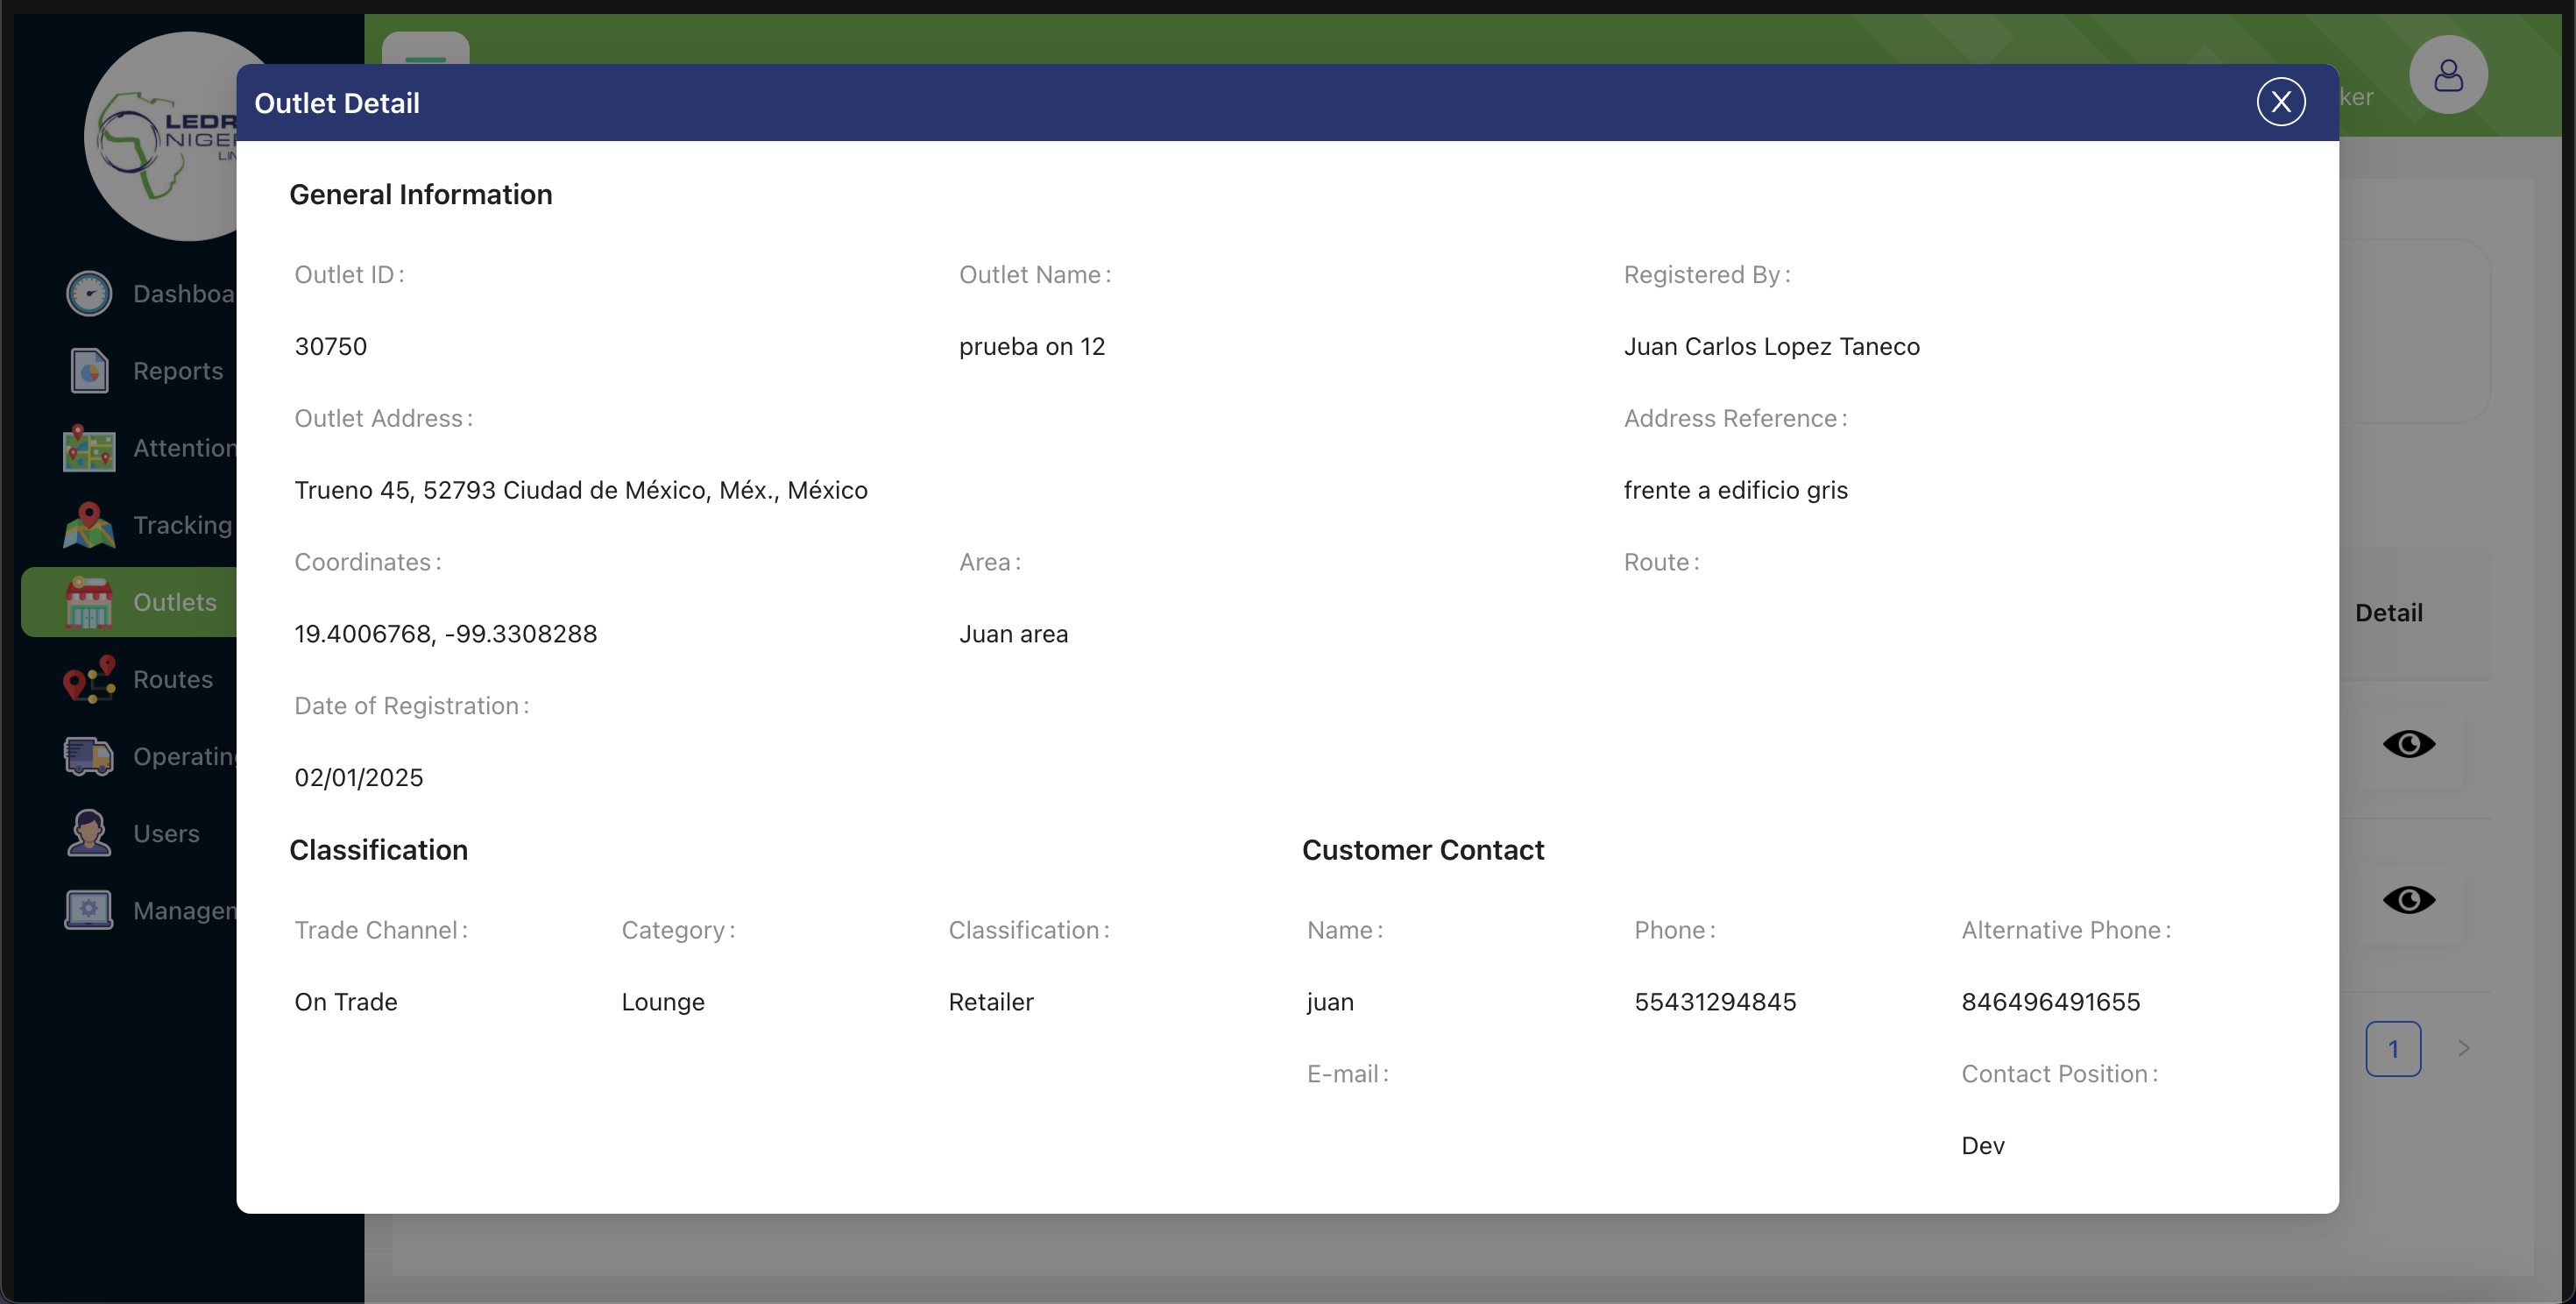 LEDR
NIGE
LIN
ker
Outlet Detail
Dashboa
Reports
Attention
Tracking
Outlets
Routes
Operating
Users
Managem
General Information
Outlet ID: Outlet Name: Registered By:
30750 prueba on 12 Juan Carlos Lopez Taneco
Outlet Address: Address Reference:
Trueno 45, 52793 Ciudad de México, Méx., México frente a edificio gris
Coordinates: Area: Route:
19.4006768, -99.3308288 Juan area
Date of Registration:
02/01/2025
Classification Customer Contact
Trade Channel: Category: Classification: Name: Phone: Alternative Phone:
On Trade Lounge Retailer juan 55431294845 846496491655
E-mail: Contact Position:
Dev
Detail
1